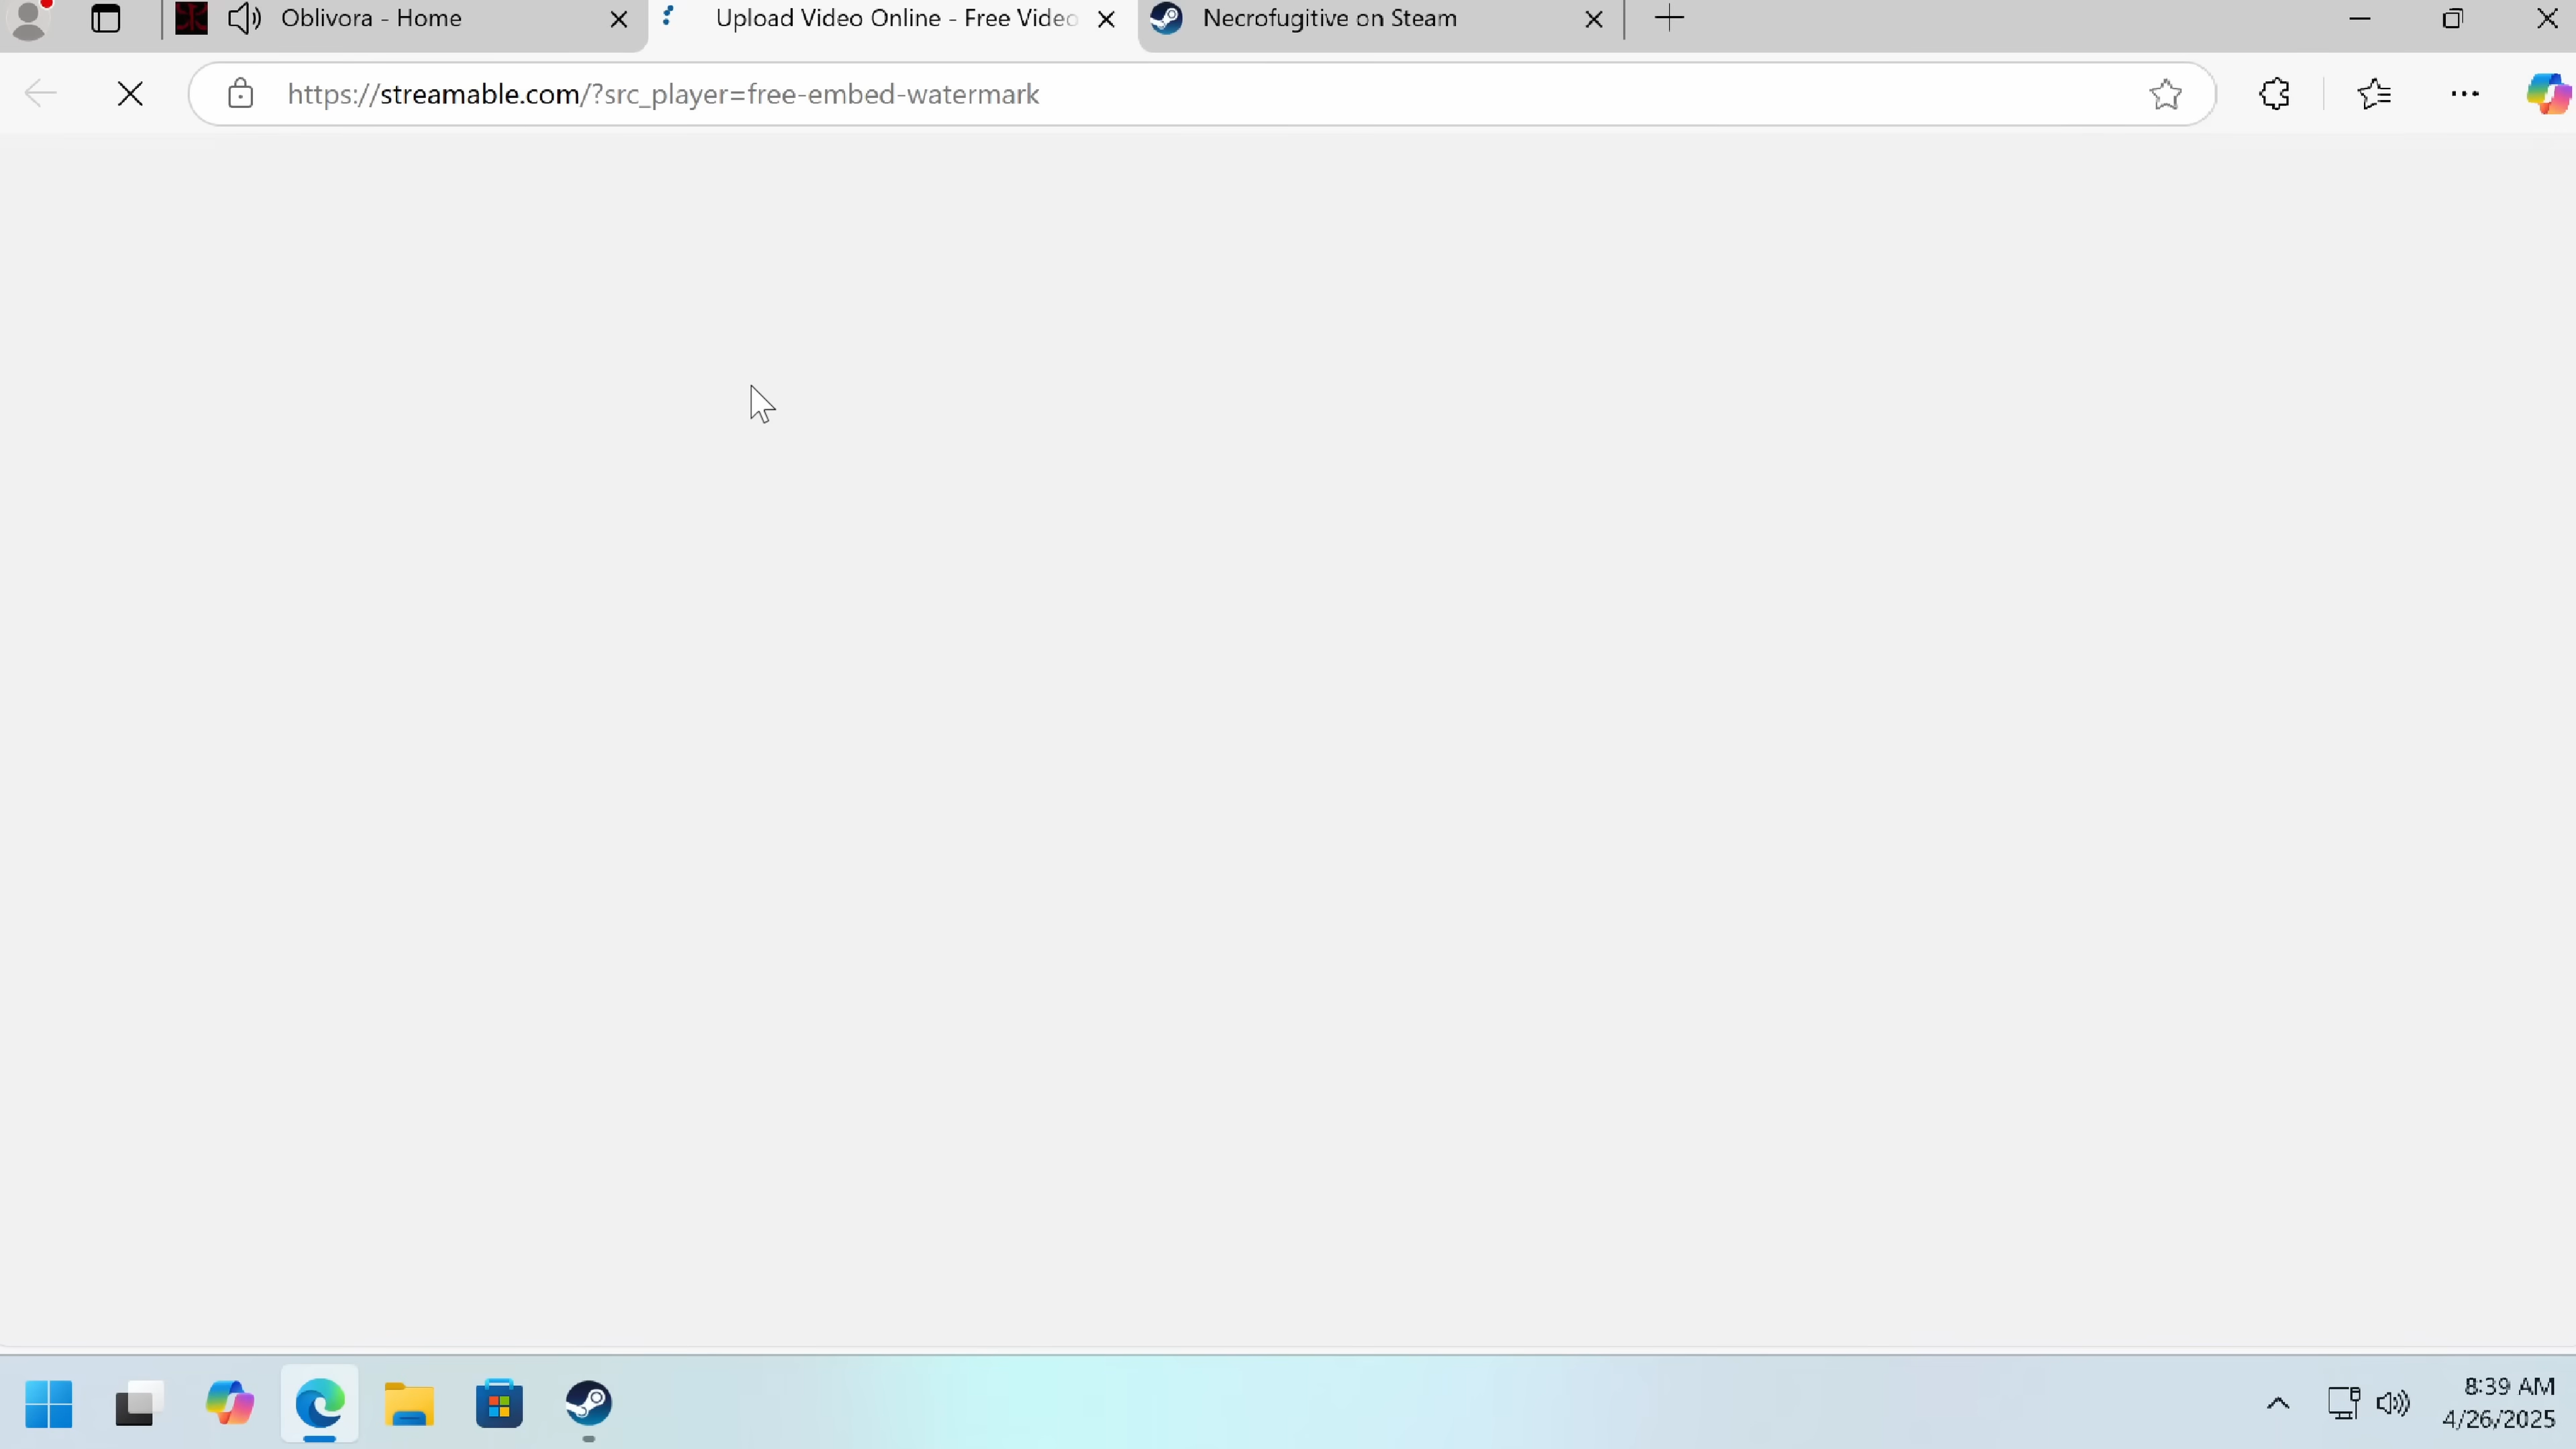 Oblivora - Home
Upload Video Online - Free Video
Necrofugitive on Steam
https://streamable.com/?src_player=free-embed-watermark
8:39 AM
4/26/2025